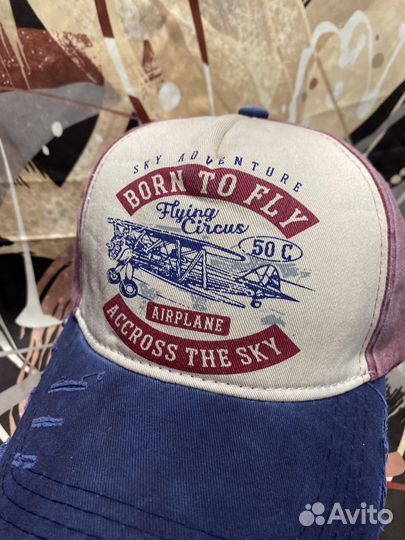 SKY ADVENTURE
BORN TO FLY
Flying
Circus
50 C
AIRPLANE
ACCROSS THE SKY
Avito